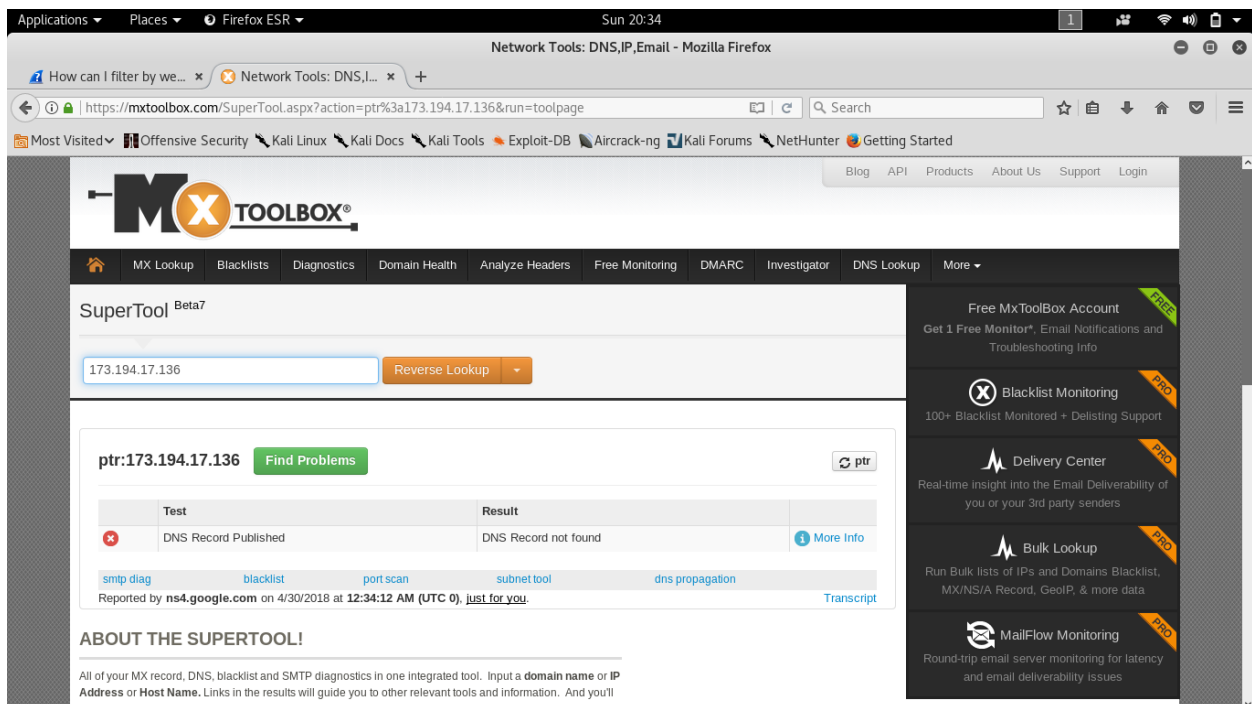 Applications Places Firefox ESR Sun 20:34 1
Network Tools: DNS,IP,Email - Mozilla Firefox
How can I filter by we... × Network Tools: DNS,I... × +
https://mxtoolbox.com/SuperTool.aspx?action=ptr%3a173.194.17.136&run=toolpage Search
Most Visited Offensive Security Kali Linux Kali Docs Kali Tools Exploit-DB Aircrack-ng Kali Forums NetHunter Getting Started
Blog API Products About Us Support Login
MX TOOLBOX®
MX Lookup Blacklists Diagnostics Domain Health Analyze Headers Free Monitoring DMARC Investigator DNS Lookup More
SuperTool Beta7
173.194.17.136 Reverse Lookup
ptr:173.194.17.136 Find Problems ptr
Test Result
DNS Record Published DNS Record not found More Info
smtp diag blacklist port scan subnet tool dns propagation
Reported by ns4.google.com on 4/30/2018 at 12:34:12 AM (UTC 0), just for you. Transcript
ABOUT THE SUPERTOOL!
All of your MX record, DNS, blacklist and SMTP diagnostics in one integrated tool. Input a domain name or IP
Address or Host Name. Links in the results will guide you to other relevant tools and information. And you'll
Free MxToolBox Account FREE
Get 1 Free Monitor*, Email Notifications and
Troubleshooting Info
Blacklist Monitoring PRO
100+ Blacklist Monitored + Delisting Support
Delivery Center PRO
Real-time insight into the Email Deliverability of
you or your 3rd party senders
Bulk Lookup PRO
Run Bulk lists of IPs and Domains Blacklist,
MX/NS/A Record, GeoIP, & more data
MailFlow Monitoring PRO
Round-trip email server monitoring for latency
and email deliverability issues